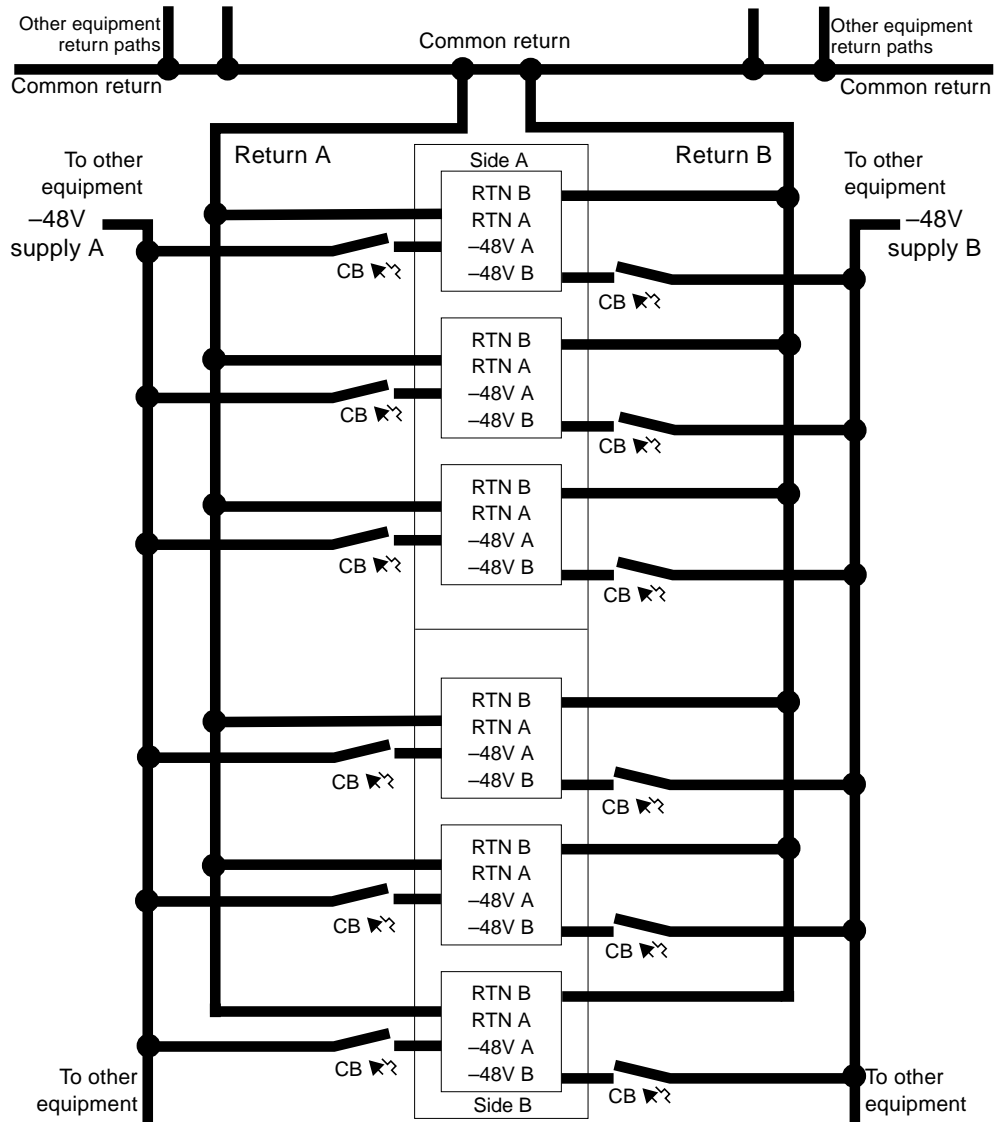 Other equipment
return paths
Common return
Other equipment
return paths
Common return
Common return
To other
equipment
–48V
supply A
Return A
Side A
Return B
To other
equipment
–48V
supply B
RTN B
RTN A
–48V A
–48V B
CB
CB
RTN B
RTN A
–48V A
–48V B
CB
CB
RTN B
RTN A
–48V A
–48V B
CB
CB
RTN B
RTN A
–48V A
–48V B
CB
CB
RTN B
RTN A
–48V A
–48V B
CB
CB
RTN B
RTN A
–48V A
–48V B
CB
CB
To other
equipment
Side B
To other
equipment